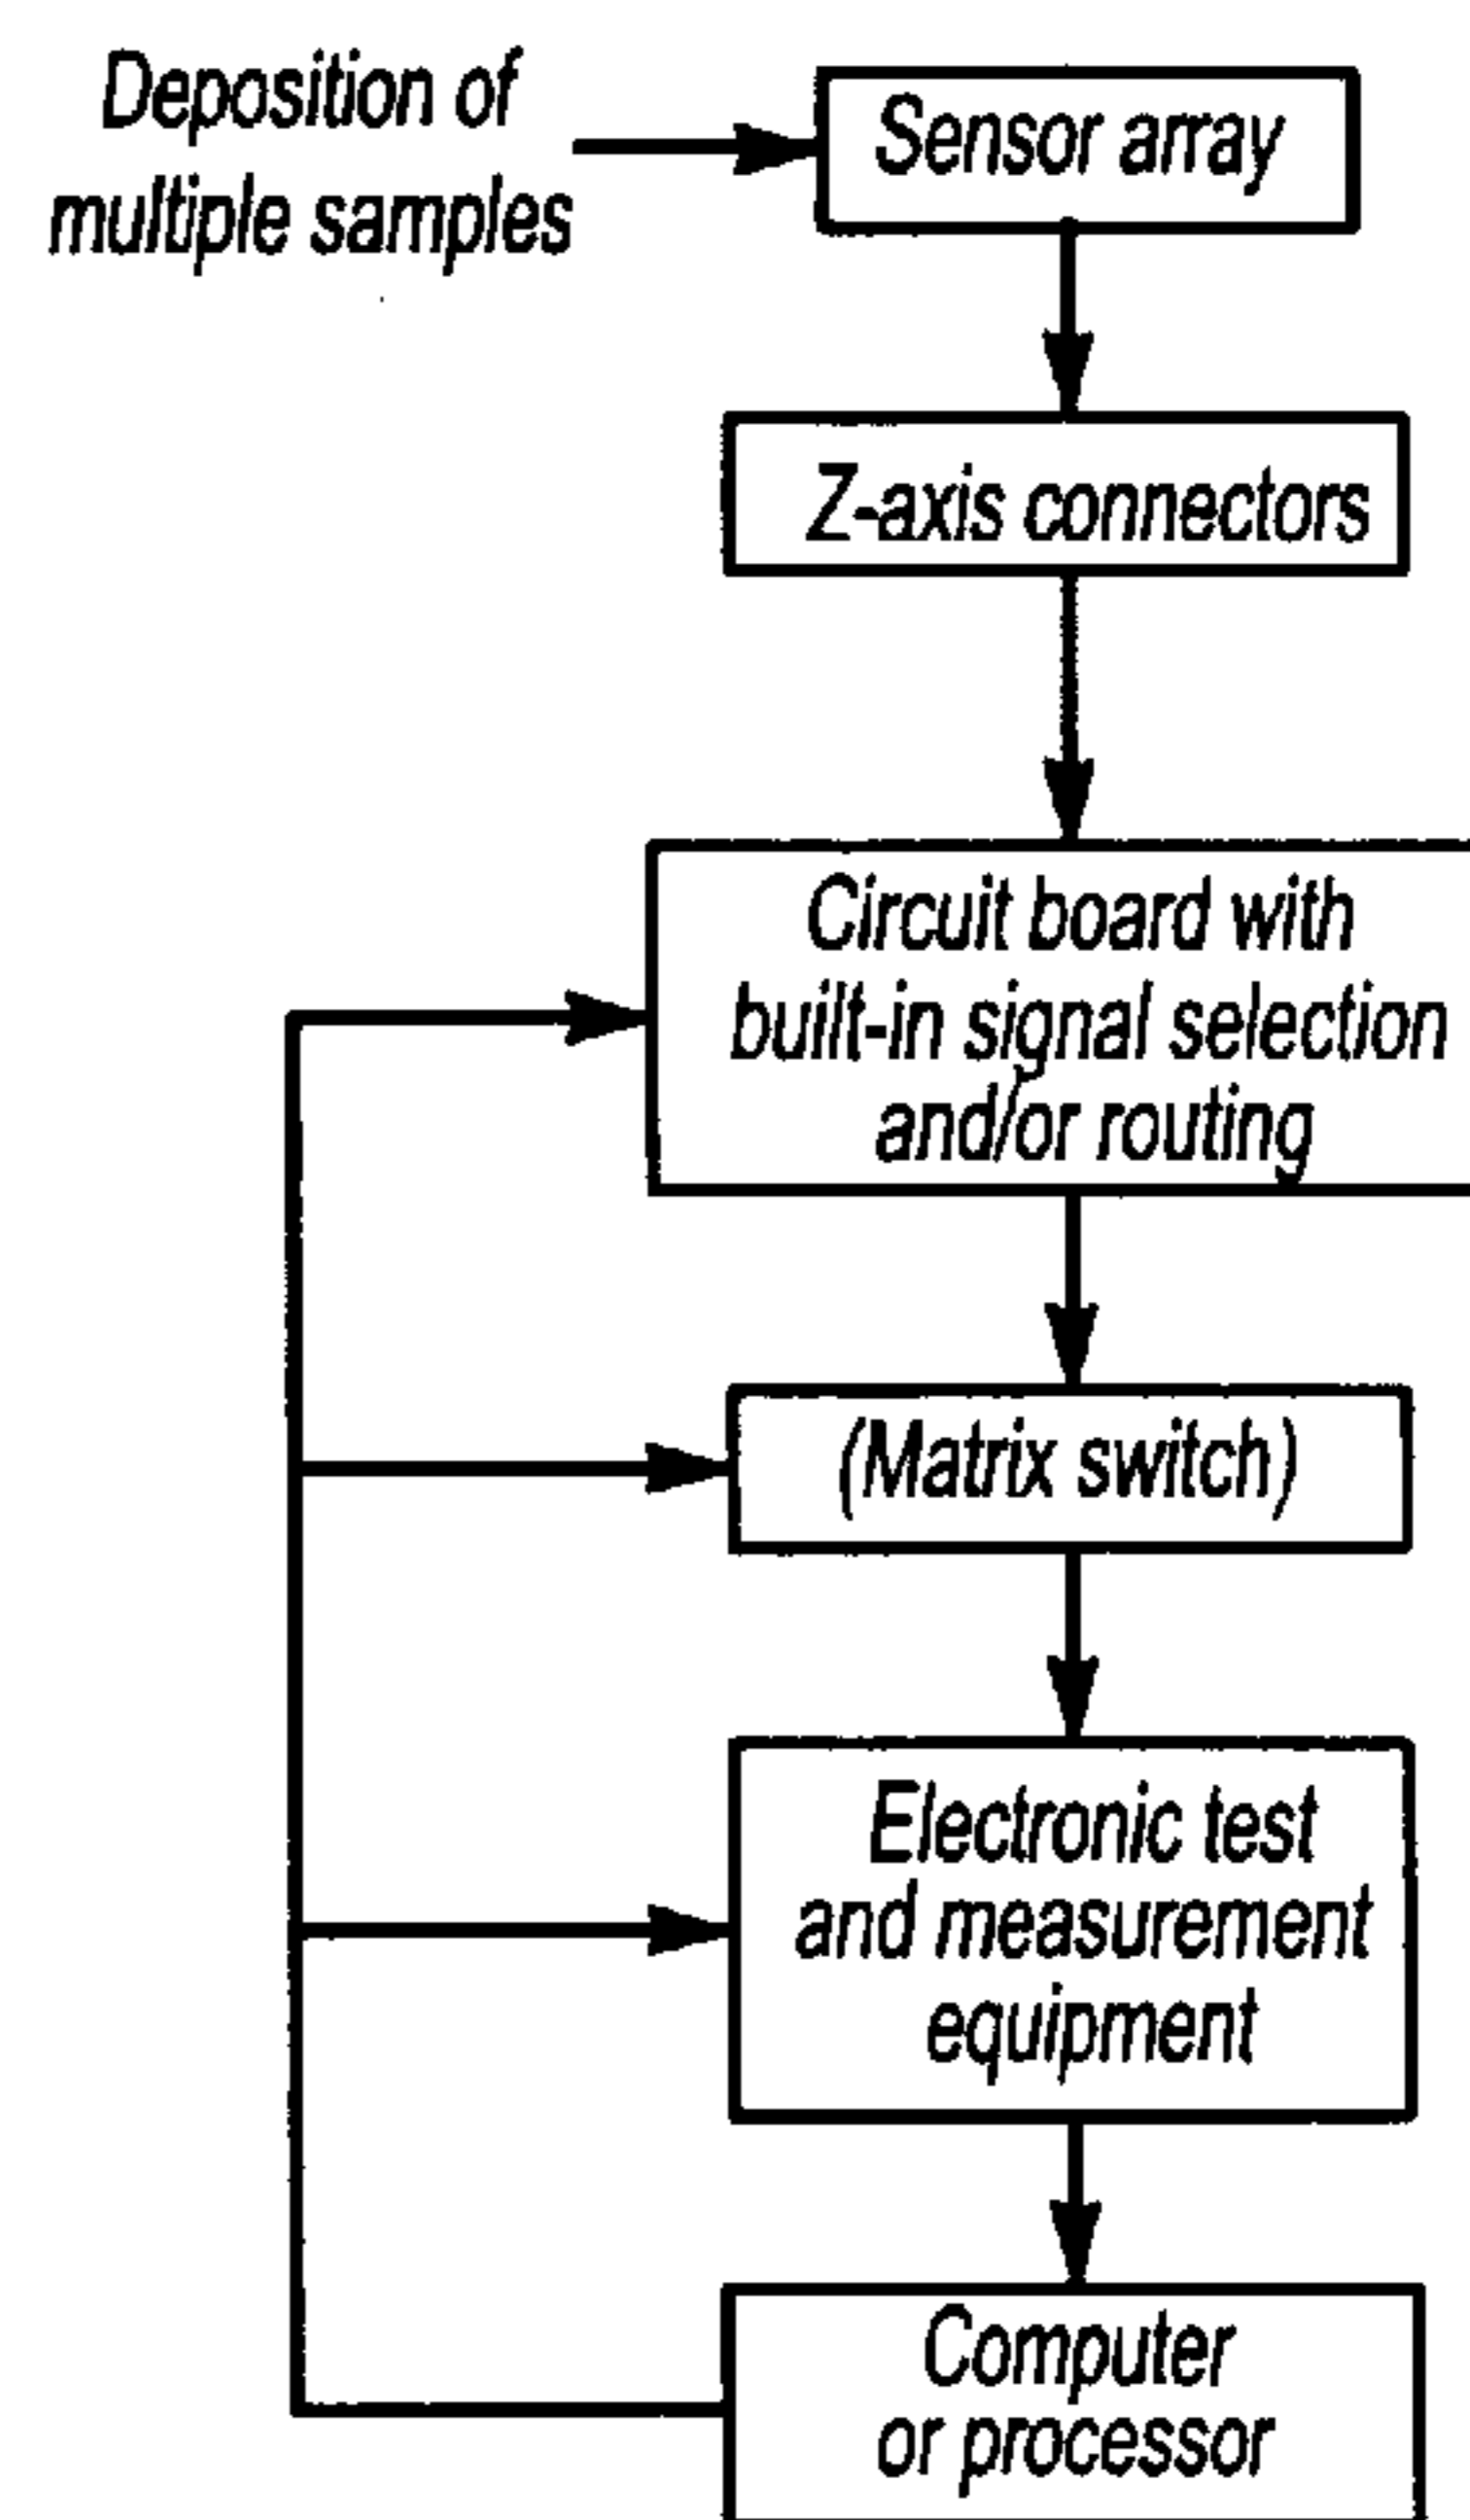 Deposition of
multiple samples
Sensor array
Z-axis connectors
Circuit board with
built-in signal selection
and/or routing
(Matrix switch)
Electronic test
and measurement
equipment
Computer
or processor